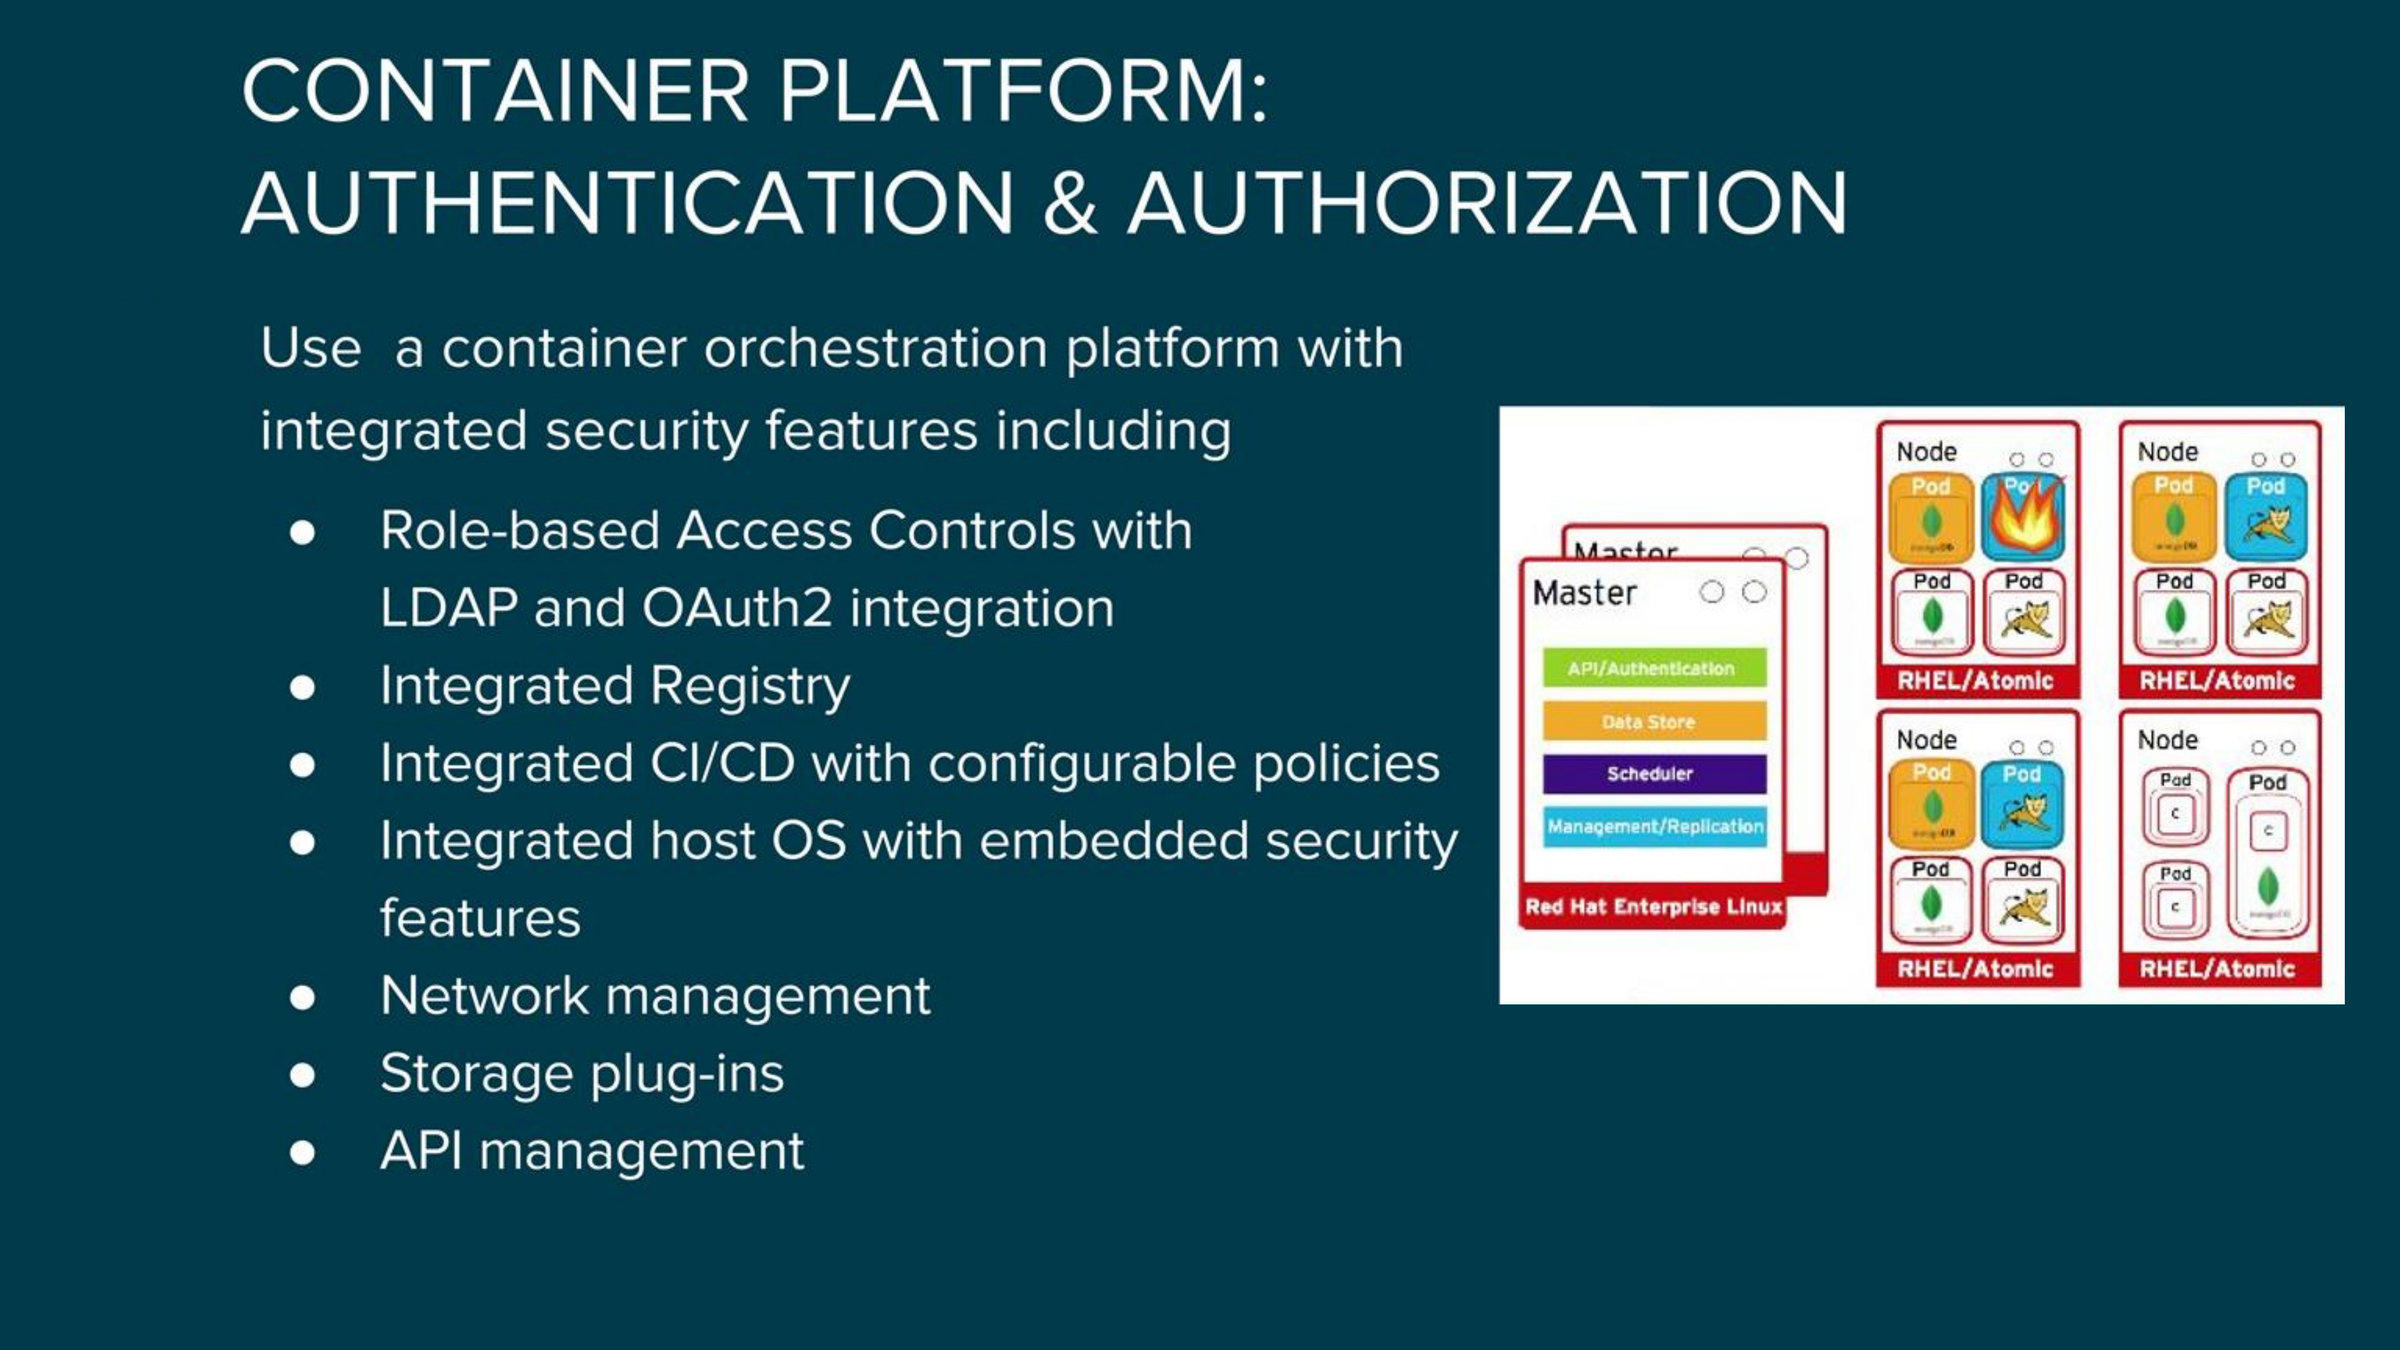 CONTAINER PLATFORM:
AUTHENTICATION & AUTHORIZATION
Use a container orchestration platform with
integrated security features including
● Role-based Access Controls with
LDAP and OAuth2 integration
● Integrated Registry
● Integrated CI/CD with configurable policies
● Integrated host OS with embedded security
features
● Network management
● Storage plug-ins
● API management
Master
Master
API/Authentication
Data Store
Scheduler
Management/Replication
Red Hat Enterprise Linux
Node
Pod Pod
Pod Pod
RHEL/Atomic
Node
Pod Pod
Pod Pod
RHEL/Atomic
Node
Pod Pod
Pod Pod
RHEL/Atomic
Node
Pod Pod
C C
Pod
C
RHEL/Atomic